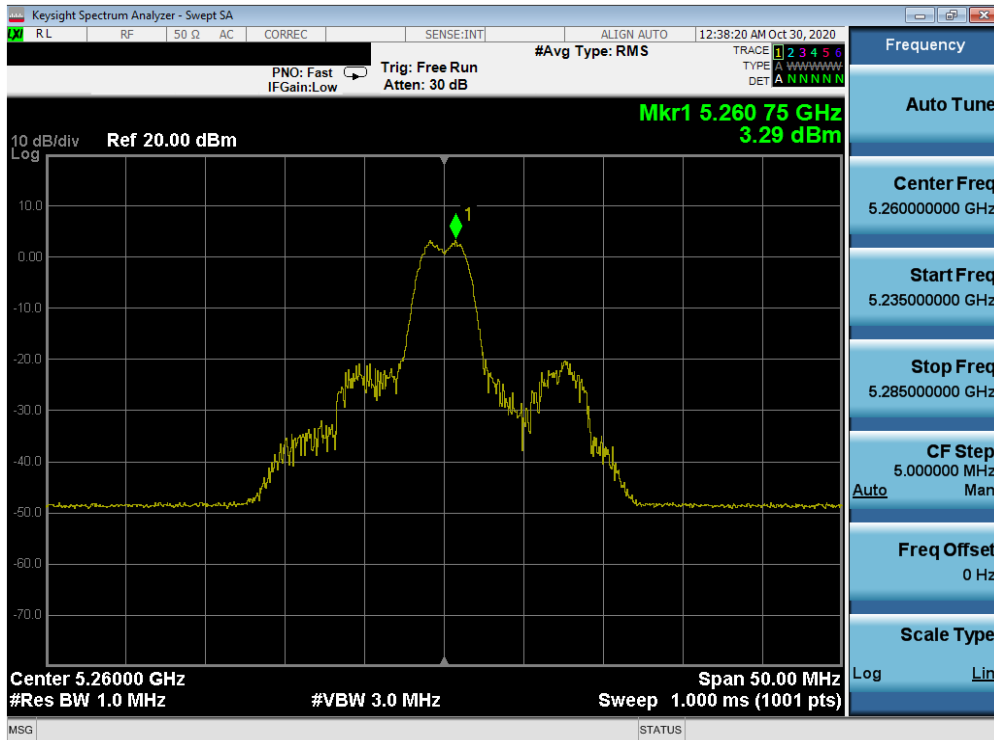 Keysight Spectrum Analyzer - Swept SA
LXI RL RF 50 Ω AC CORREC SENSE:INT ALIGN AUTO 12:38:20 AM Oct 30, 2020
PNO: Fast
IFGain:Low
Trig: Free Run
Atten: 30 dB
#Avg Type: RMS
TRACE 1 2 3 4 5 6
TYPE A WWWWW
DET A N N N N N
Mkr1 5.260 75 GHz
3.29 dBm
10 dB/div Ref 20.00 dBm
Log
10.0
0.00
-10.0
-20.0
-30.0
-40.0
-50.0
-60.0
-70.0
1
Center 5.26000 GHz Span 50.00 MHz
#Res BW 1.0 MHz #VBW 3.0 MHz Sweep 1.000 ms (1001 pts)
MSG STATUS
Frequency
Auto Tune
Center Freq
5.260000000 GHz
Start Freq
5.235000000 GHz
Stop Freq
5.285000000 GHz
CF Step
5.000000 MHz
Auto Man
Freq Offset
0 Hz
Scale Type
Log Lin